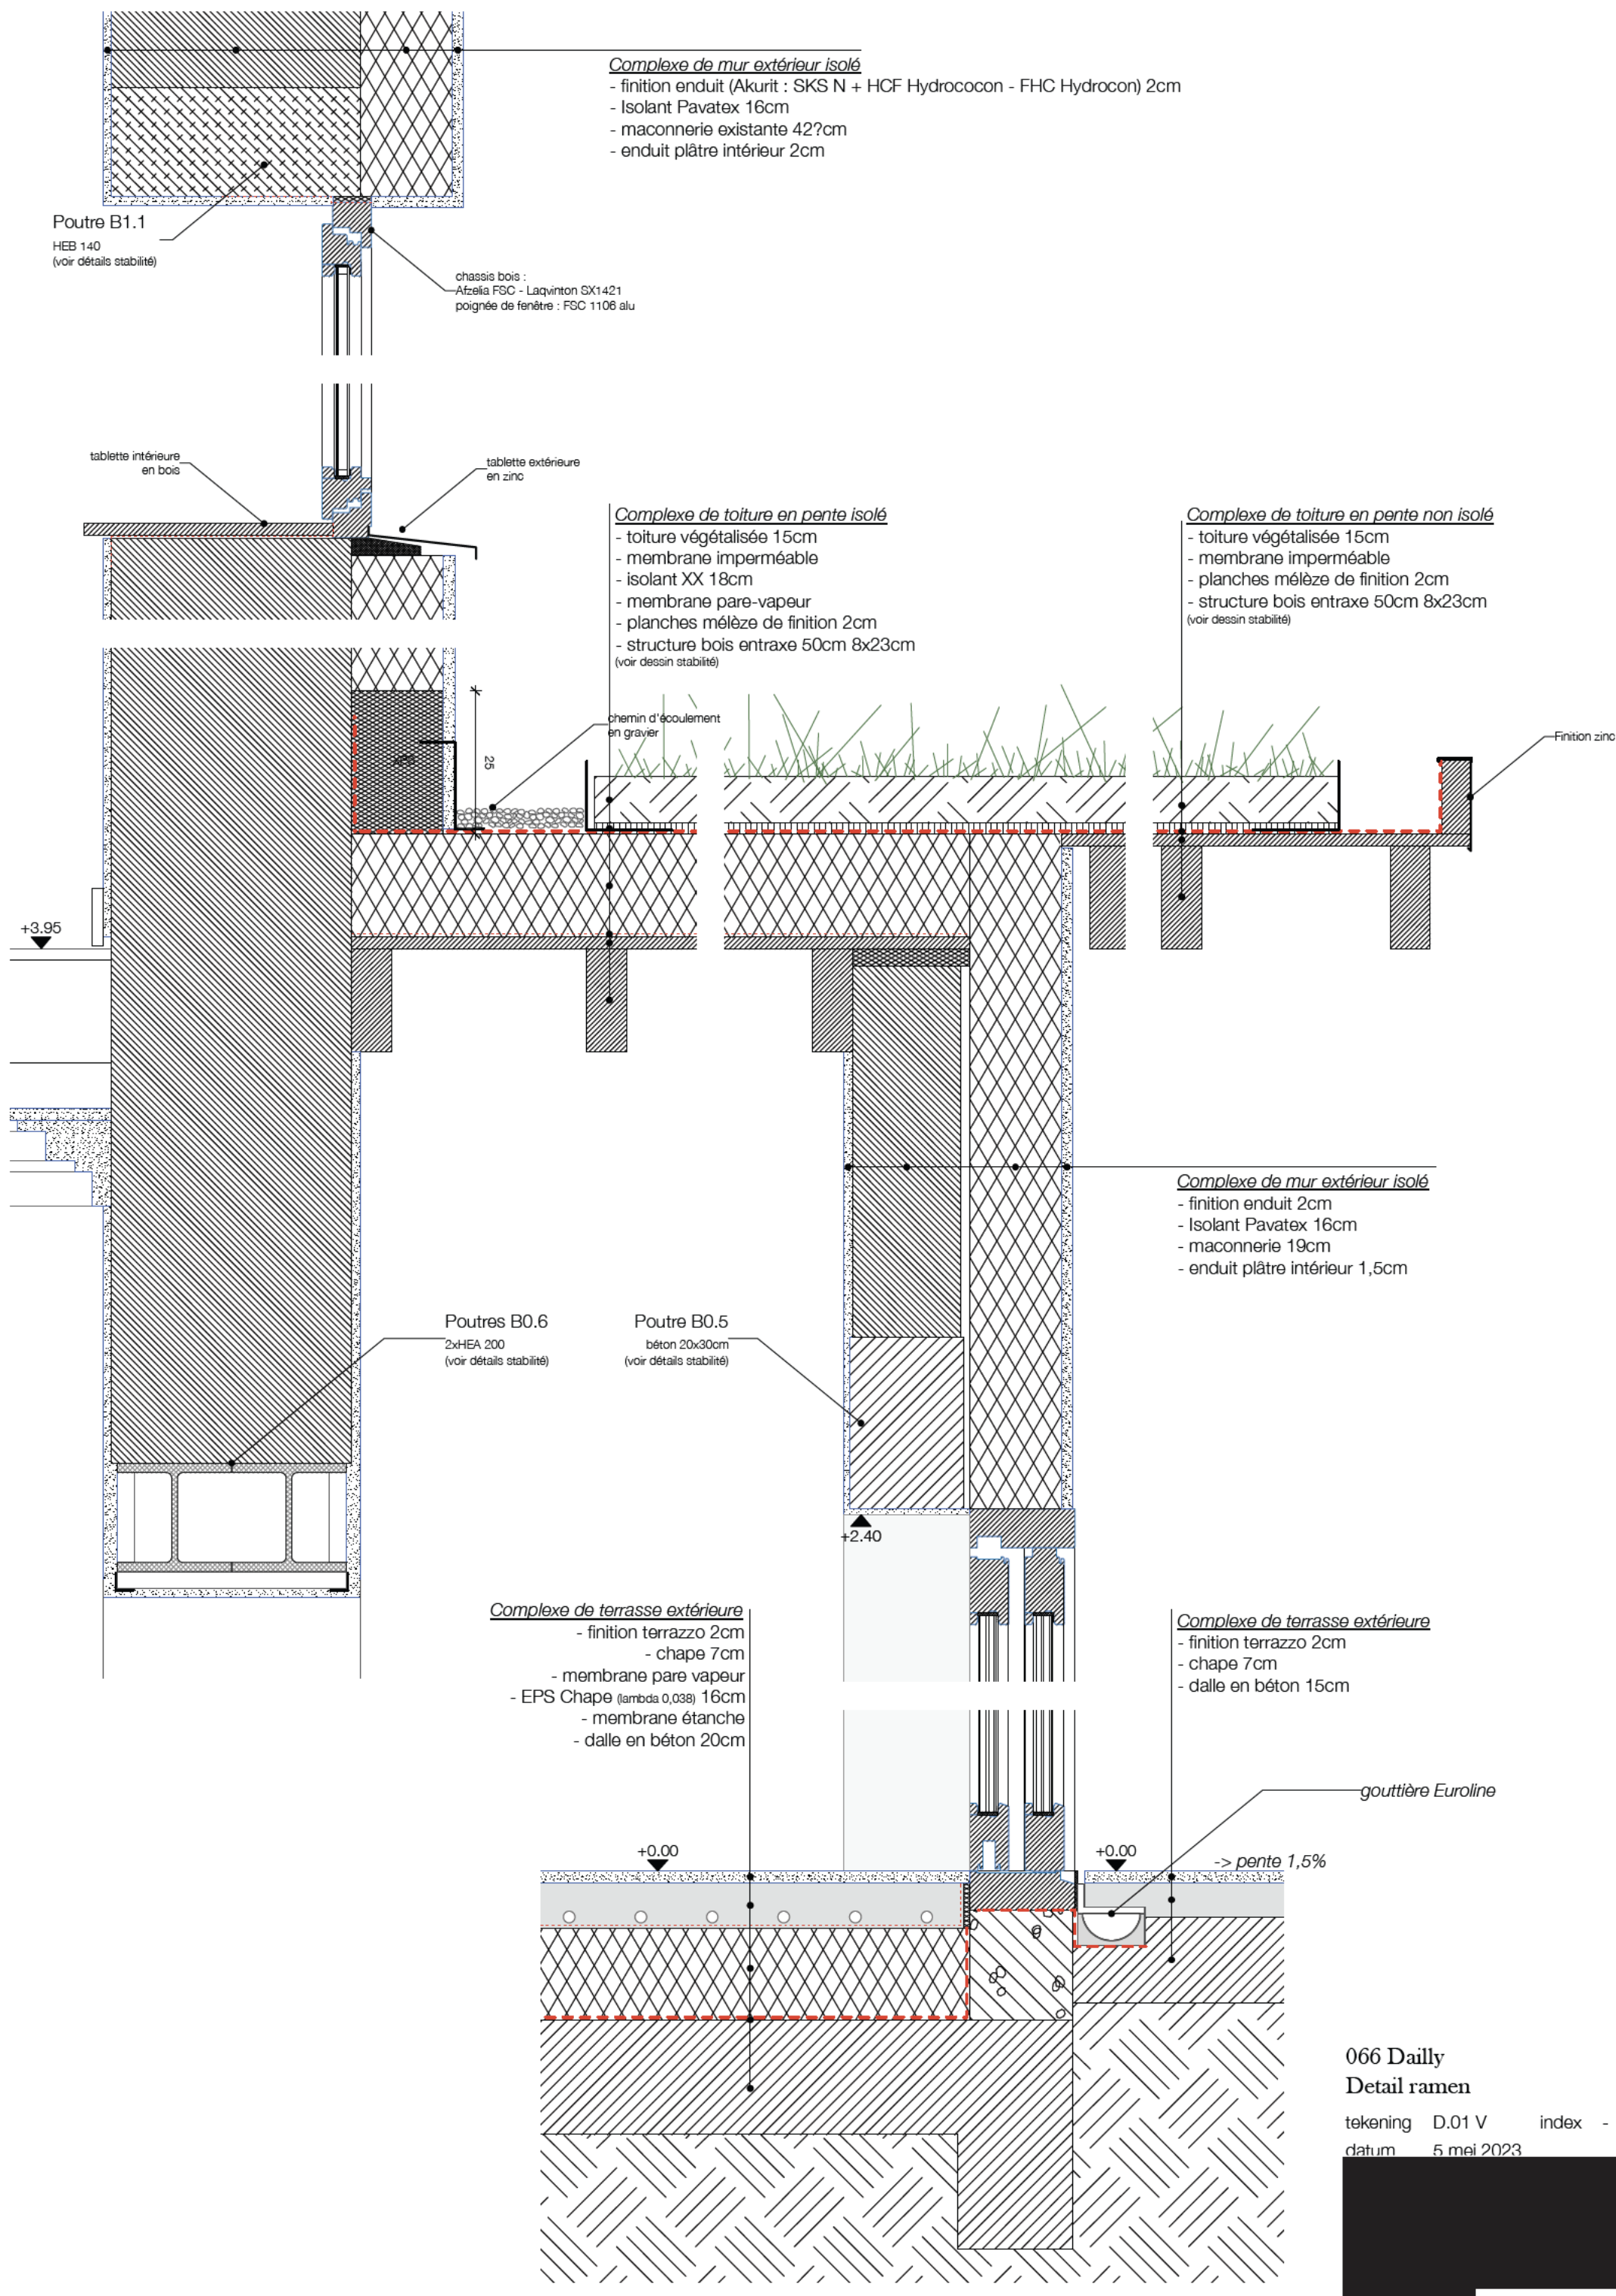 Complexe de mur extérieur isolé
- finition enduit (Akurit : SKS N + HCF Hydrococon - FHC Hydrocon) 2cm
- Isolant Pavatex 16cm
- maconnerie existante 42?cm
- enduit plâtre intérieur 2cm
Poutre B1.1
HEB 140
(voir détails stabilité)
chassis bois :
Afzelia FSC - Laqvinton SX1421
poignée de fenêtre : FSC 1106 alu
tablette intérieure
en bois
tablette extérieure
en zinc
Complexe de toiture en pente isolé
- toiture végétalisée 15cm
- membrane imperméable
- isolant XX 18cm
- membrane pare-vapeur
- planches mélèze de finition 2cm
- structure bois entraxe 50cm 8x23cm
(voir dessin stabilité)
Complexe de toiture en pente non isolé
- toiture végétalisée 15cm
- membrane imperméable
- planches mélèze de finition 2cm
- structure bois entraxe 50cm 8x23cm
(voir dessin stabilité)
chemin d'écoulement
en gravier
25
Finition zinc
+3.95
Complexe de mur extérieur isolé
- finition enduit 2cm
- Isolant Pavatex 16cm
- maconnerie 19cm
- enduit plâtre intérieur 1,5cm
Poutres B0.6
2xHEA 200
(voir détails stabilité)
Poutre B0.5
béton 20x30cm
(voir détails stabilité)
+2.40
Complexe de terrasse extérieure
- finition terrazzo 2cm
- chape 7cm
- membrane pare vapeur
- EPS Chape (lambda 0,038) 16cm
- membrane étanche
- dalle en béton 20cm
Complexe de terrasse extérieure
- finition terrazzo 2cm
- chape 7cm
- dalle en béton 15cm
gouttière Euroline
+0.00
+0.00
-> pente 1,5%
066 Dailly
Detail ramen
tekening D.01 V index -
datum 5 mei 2023